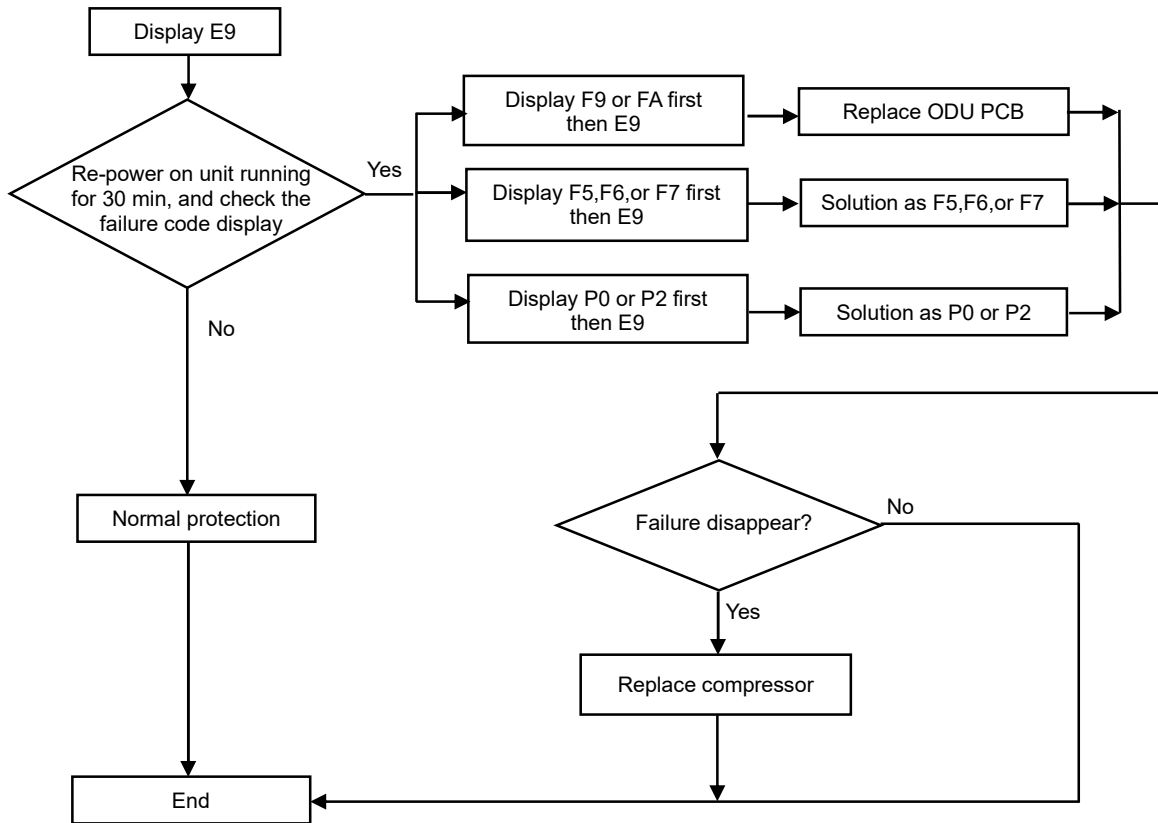 Display E9
Re-power on unit running
for 30 min, and check the
failure code display
Yes
No
Display F9 or FA first
then E9
Replace ODU PCB
Display F5,F6,or F7 first
then E9
Solution as F5,F6,or F7
Display P0 or P2 first
then E9
Solution as P0 or P2
Normal protection
Failure disappear?
No
Yes
Replace compressor
End